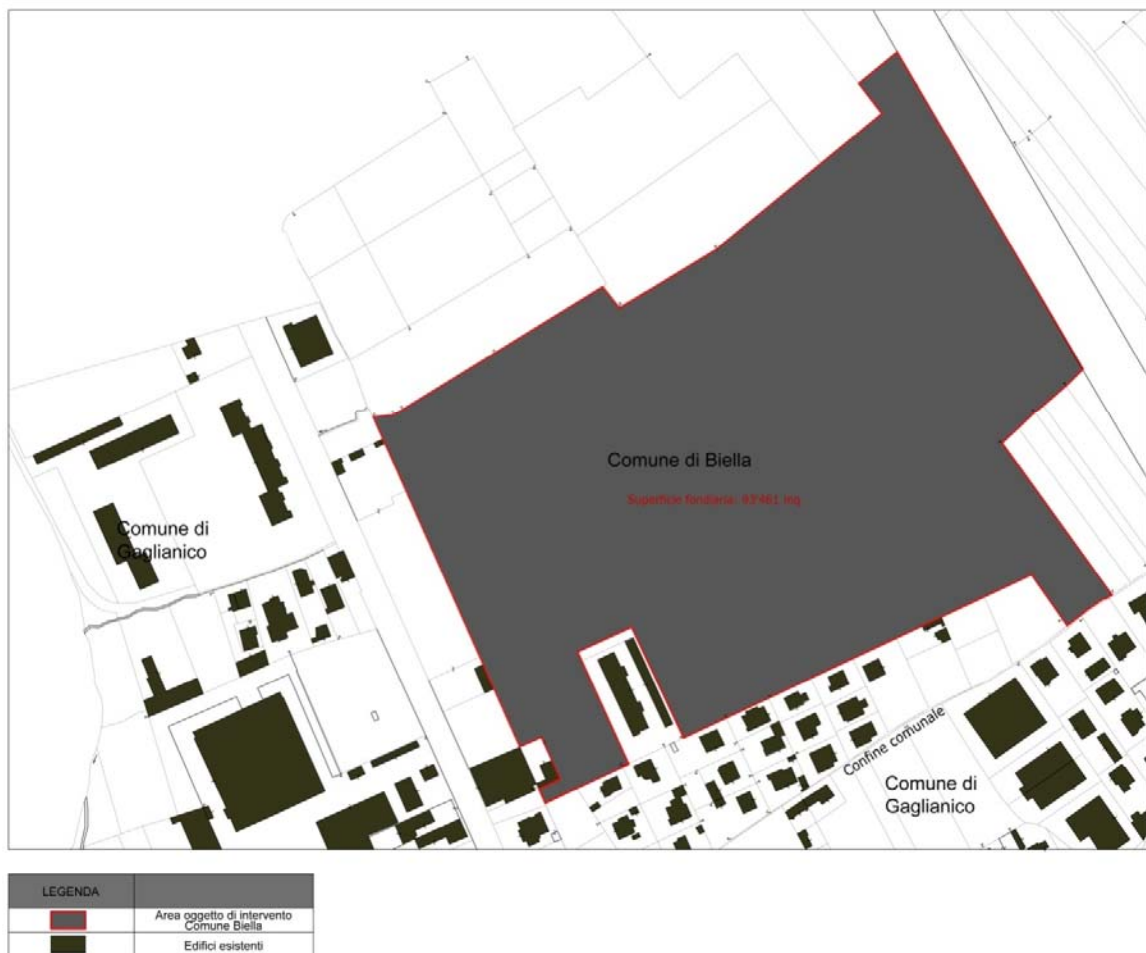 Comune di Biella
Superficie fondiaria: 93'461 mq
Comune di
Gaglianico
Confine comunale
Comune di
Gaglianico
LEGENDA
Area oggetto di intervento
Comune Biella
Edifici esistenti